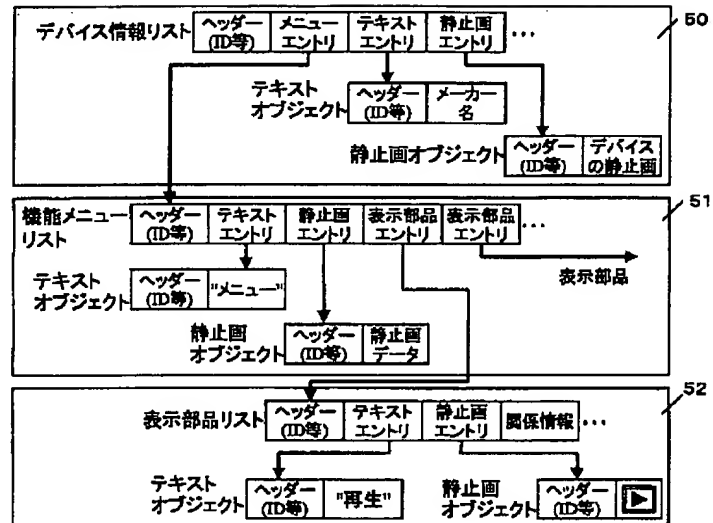 デバイス情報リスト
ヘッダー
(ID等)
メニュー
エントリ
テキスト
エントリ
静止画
エントリ
...
50
テキスト
オブジェクト
ヘッダー
(ID等)
メーカー
名
静止画オブジェクト
ヘッダー
(ID等)
デバイス
の静止画
51
機能メニュー
リスト
ヘッダー
(ID等)
テキスト
エントリ
静止画
エントリ
表示部品
エントリ
表示部品
エントリ
...
表示部品
テキスト
オブジェクト
ヘッダー
(ID等)
"メニュー"
静止画
オブジェクト
ヘッダー
(ID等)
静止画
データ
52
表示部品リスト
ヘッダー
(ID等)
テキスト
エントリ
静止画
エントリ
関係情報
...
テキスト
オブジェクト
ヘッダー
(ID等)
"再生"
静止画
オブジェクト
ヘッダー
(ID等)